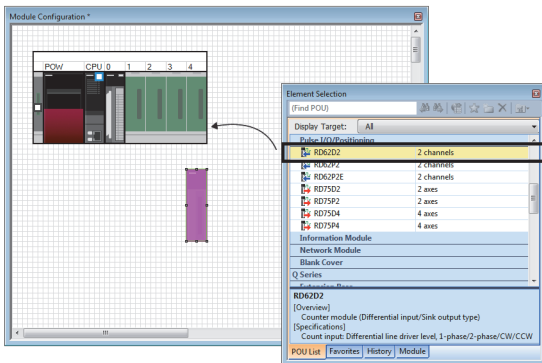 Module Configuration *
POW CPU 0 1 2 3 4
Element Selection
(Find POU)
Display Target: All
Pulse I/O/Positioning
RD62D2 2 channels
RD62P2 2 channels
RD62P2E 2 channels
RD75D2 2 axes
RD75P2 2 axes
RD75D4 4 axes
RD75P4 4 axes
Information Module
Network Module
Blank Cover
Q Series
Extension Base
RD62D2
[Overview]
Counter module (Differential input/Sink output type)
[Specifications]
Count input: Differential line driver level, 1-phase/2-phase/CW/CCW
POU List Favorites History Module